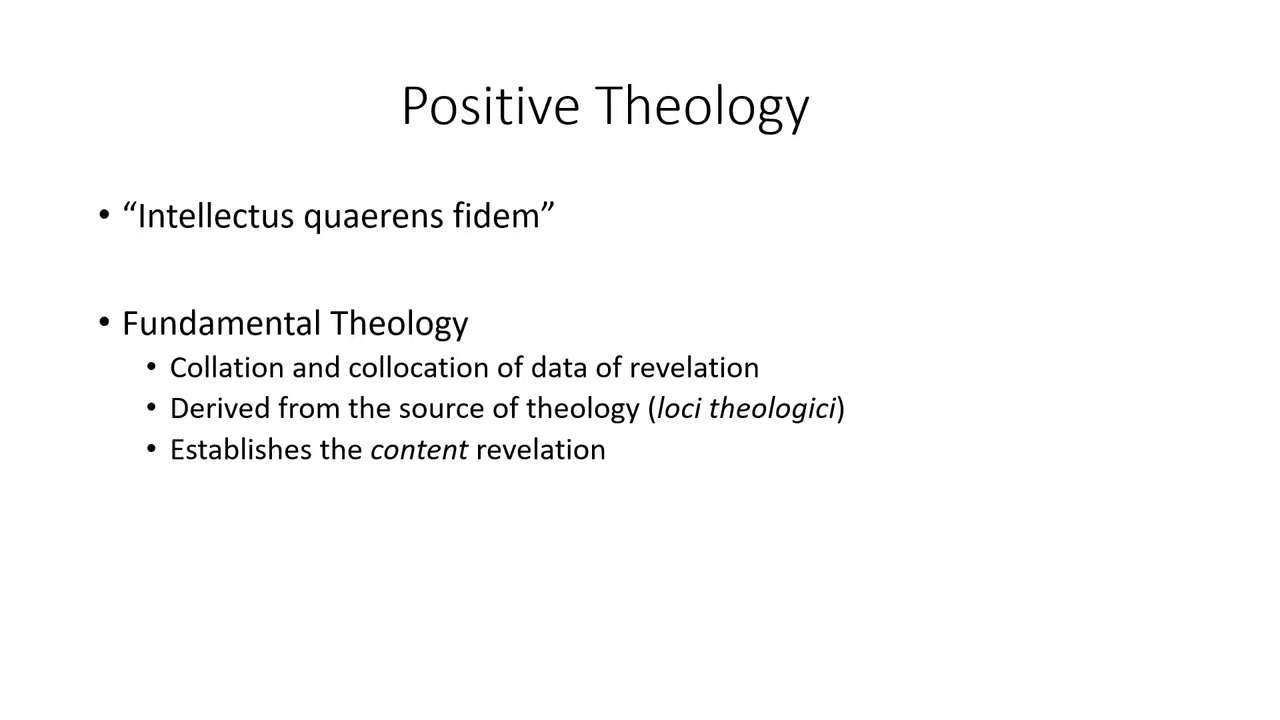 Positive Theology
• “Intellectus quaerens fidem”
• Fundamental Theology
• Collation and collocation of data of revelation
• Derived from the source of theology (loci theologici)
• Establishes the content revelation